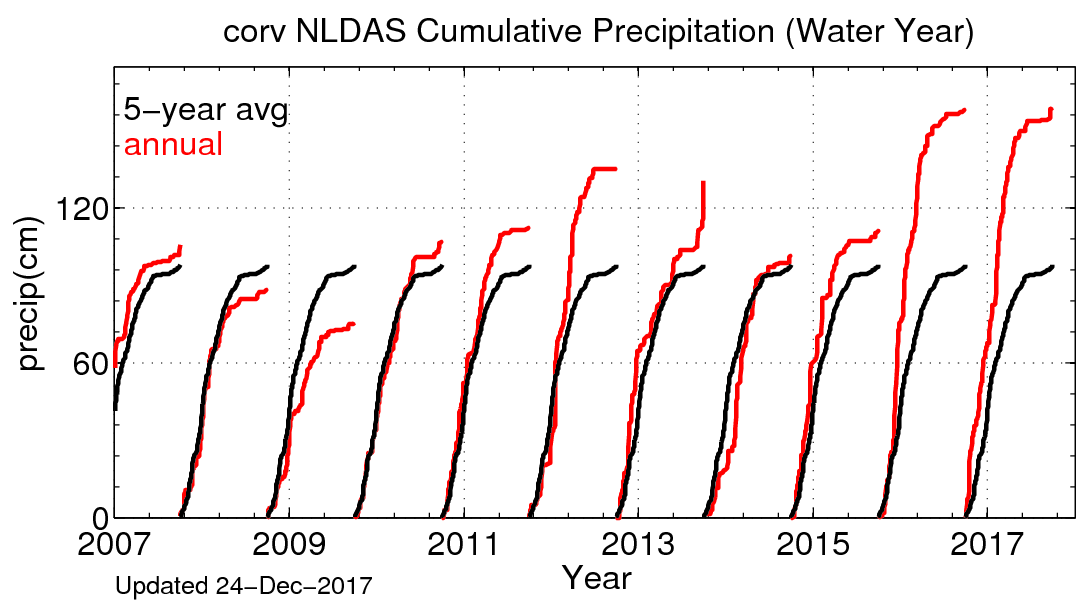 corv NLDAS Cumulative Precipitation (Water Year)
5−year avg
annual
precip(cm)
120
60
0
2007 2009 2011 2013 2015 2017
Year
Updated 24−Dec−2017